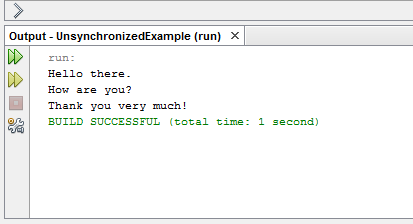 Output - UnsynchronizedExample (run)
run:
Hello there.
How are you?
Thank you very much!
BUILD SUCCESSFUL (total time: 1 second)